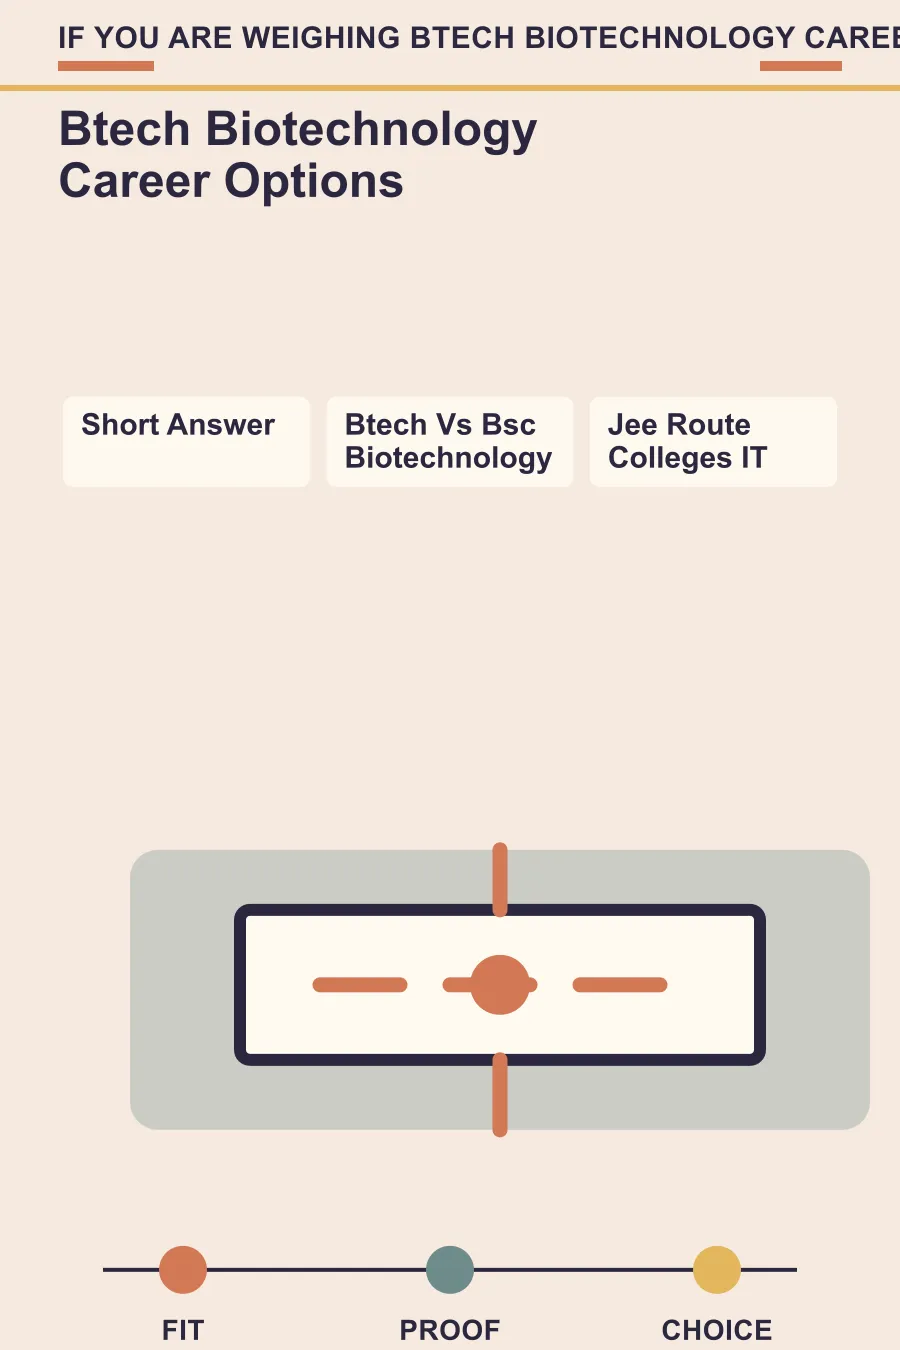 IF YOU ARE WEIGHING BTECH BIOTECHNOLOGY CAREE
Btech Biotechnology
Career Options
Short Answer
Btech Vs Bsc
Biotechnology
Jee Route
Colleges IT
FIT
PROOF
CHOICE